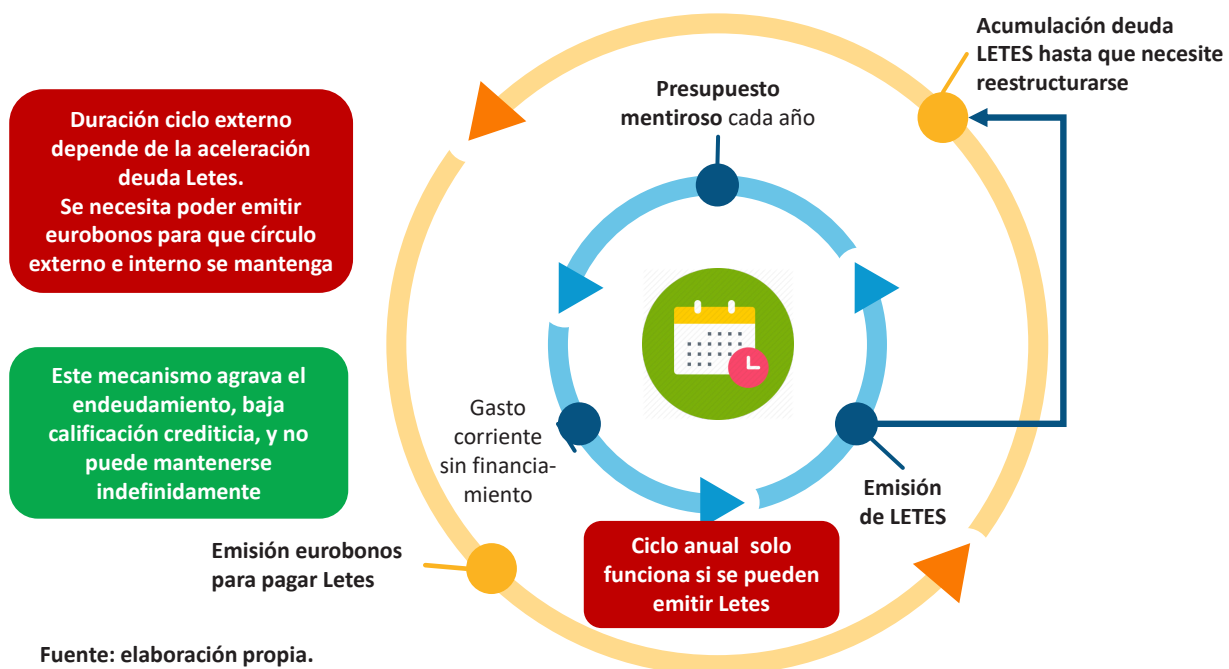 Acumulación deuda
LETES hasta que necesite
reestructurarse
Presupuesto
mentiroso cada año
Duración ciclo externo
depende de la aceleración
deuda Letes.
Se necesita poder emitir
eurobonos para que círculo
externo e interno se mantenga
Este mecanismo agrava el
endeudamiento, baja
calificación crediticia, y no
puede mantenerse
indefinidamente
Gasto
corriente
sin financia-
miento
Emisión
de LETES
Emisión eurobonos
para pagar Letes
Ciclo anual solo
funciona si se pueden
emitir Letes
Fuente: elaboración propia.